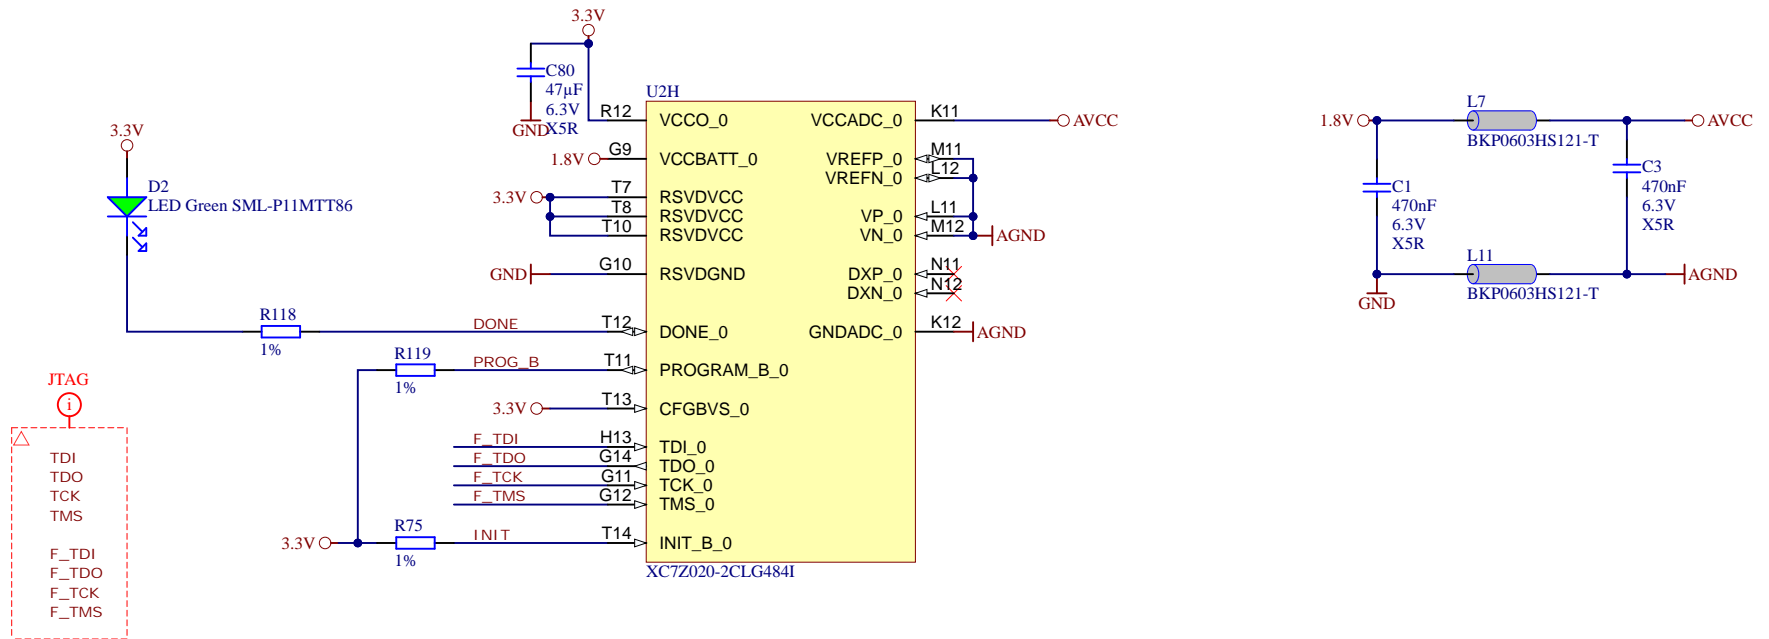 3.3V
C80
47µF
6.3V
X5R
GND
U2H
R12
VCCO_0
G9
1.8V
VCCBATT_0
3.3V
T7
RSVDVCC
T8
RSVDVCC
T10
RSVDVCC
GND
G10
RSVDGND
T12
DONE_0
T11
PROGRAM_B_0
3.3V
T13
CFGBVS_0
F_TDI
H13
TDI_0
F_TDO
G14
TDO_0
F_TCK
G11
TCK_0
F_TMS
G12
TMS_0
INIT
T14
INIT_B_0
XC7Z020-2CLG484I
VCCADC_0
K11
AVCC
VREFP_0
M11
VREFN_0
L12
VP_0
L11
VN_0
M12
AGND
DXP_0
N11
DXN_0
N12
GNDADC_0
K12
AGND
3.3V
D2
LED Green SML-P11MTT86
R118
1%
DONE
R119
1%
PROG_B
3.3V
R75
1%
JTAG
i
TDI
TDO
TCK
TMS
F_TDI
F_TDO
F_TCK
F_TMS
1.8V
L7
BKP0603HS121-T
AVCC
C1
470nF
6.3V
X5R
C3
470nF
6.3V
X5R
L11
BKP0603HS121-T
GND
AGND